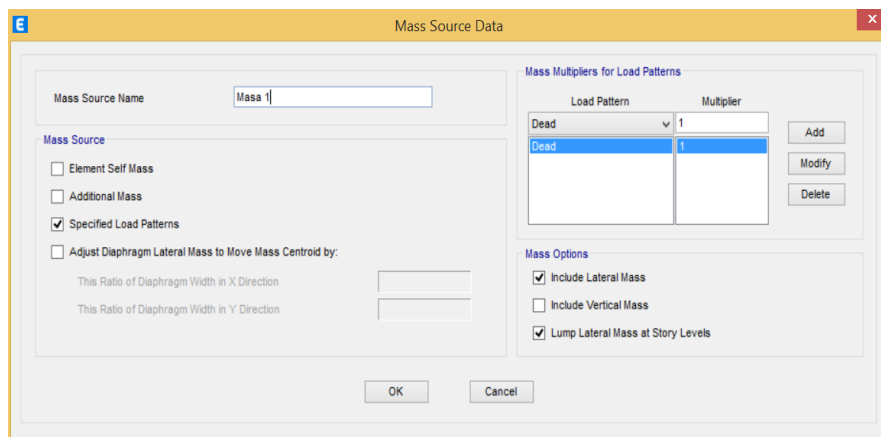 E
Mass Source Data
x
Mass Source Name
Masa 1
Mass Source
Element Self Mass
Additional Mass
Specified Load Patterns
Adjust Diaphragm Lateral Mass to Move Mass Centroid by:
This Ratio of Diaphragm Width in X Direction
This Ratio of Diaphragm Width in Y Direction
Mass Multipliers for Load Patterns
Load Pattern Multiplier
Dead 1
Dead 1
Add
Modify
Delete
Mass Options
Include Lateral Mass
Include Vertical Mass
Lump Lateral Mass at Story Levels
OK Cancel